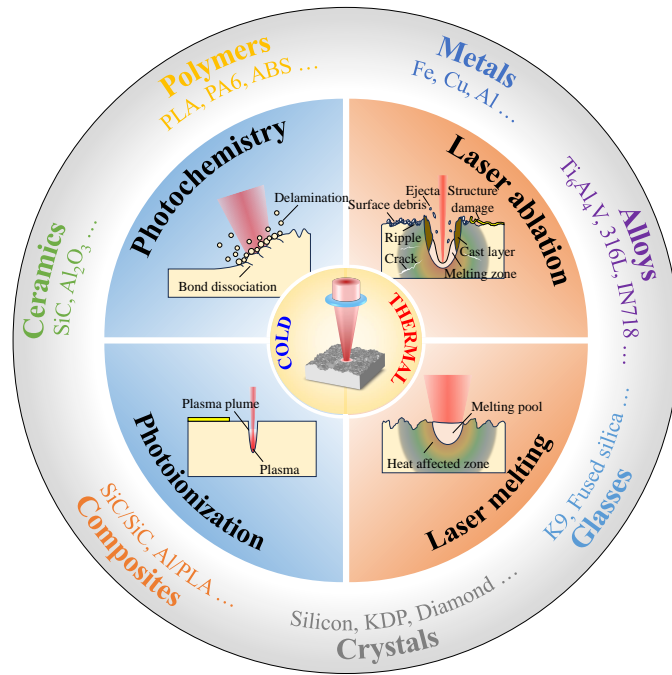 Polymers
PLA, PA6, ABS ...
Metals
Fe, Cu, Al ...
Alloys
Ti₆Al₄V, 316L, IN718 ...
Glasses
K9, Fused silica ...
Crystals
Silicon, KDP, Diamond ...
Composites
SiC/SiC, Al/PLA ...
Ceramics
SiC, Al₂O₃ ...
Photochemistry
Delamination
Bond dissociation
Laser ablation
Ejecta
Structure
damage
Surface debris
Ripple
Crack
Cast layer
Melting zone
COLD
THERMAL
Photoionization
Plasma plume
Plasma
Laser melting
Melting pool
Heat affected zone